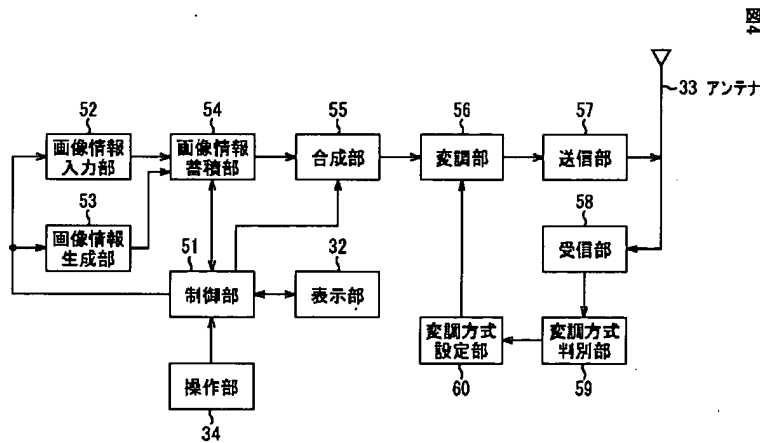 図4
52
画像情報
入力部
54
画像情報
蓄積部
55
合成部
56
変調部
57
送信部
33 アンテナ
53
画像情報
生成部
58
受信部
51
制御部
32
表示部
変調方式
設定部
60
変調方式
判別部
59
操作部
34